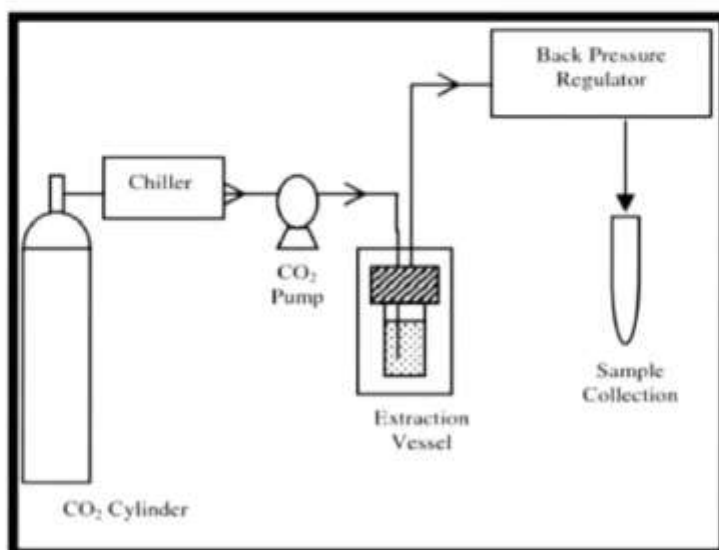 Back Pressure
Regulator
Chiller
CO₂
Pump
Extraction
Vessel
Sample
Collection
CO₂ Cylinder